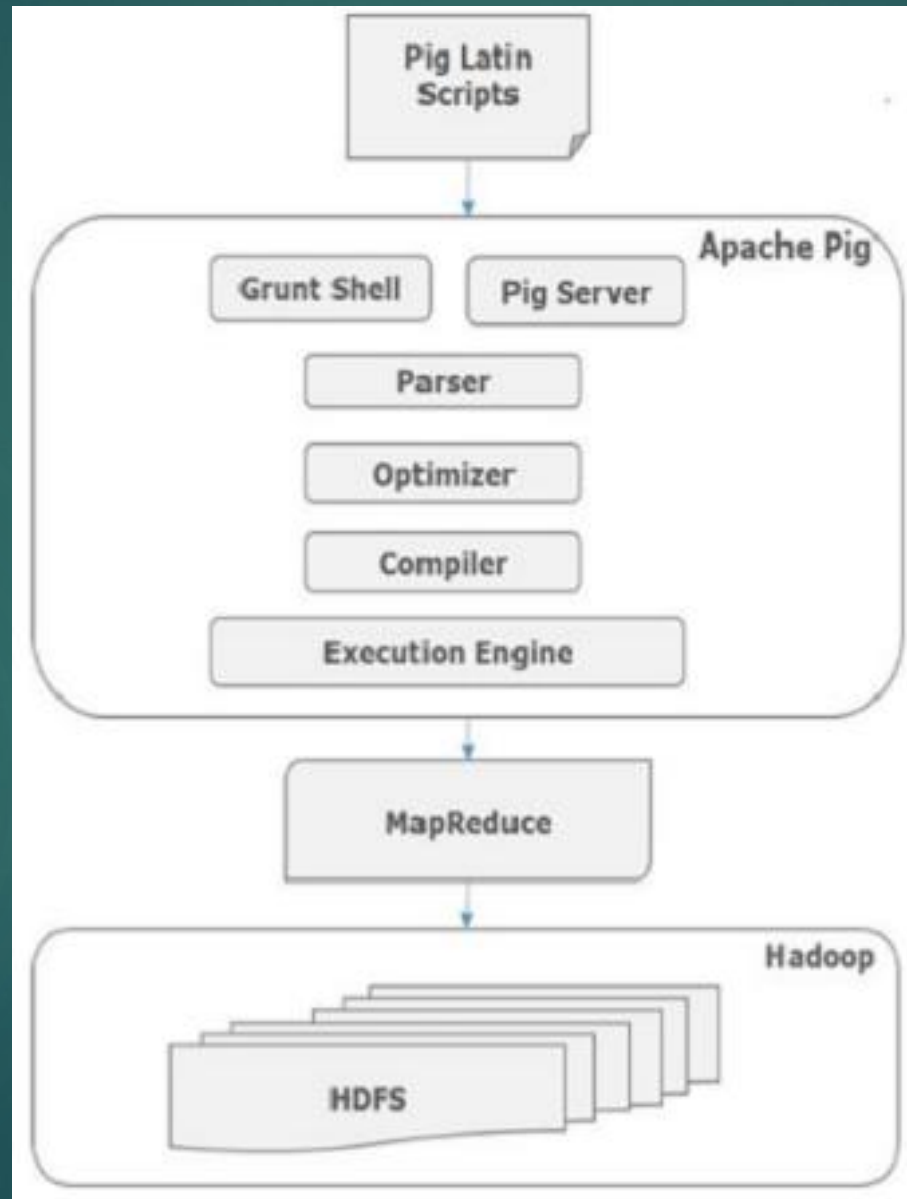 Pig Latin
Scripts
Apache Pig
Grunt Shell
Pig Server
Parser
Optimizer
Compiler
Execution Engine
MapReduce
Hadoop
HDFS